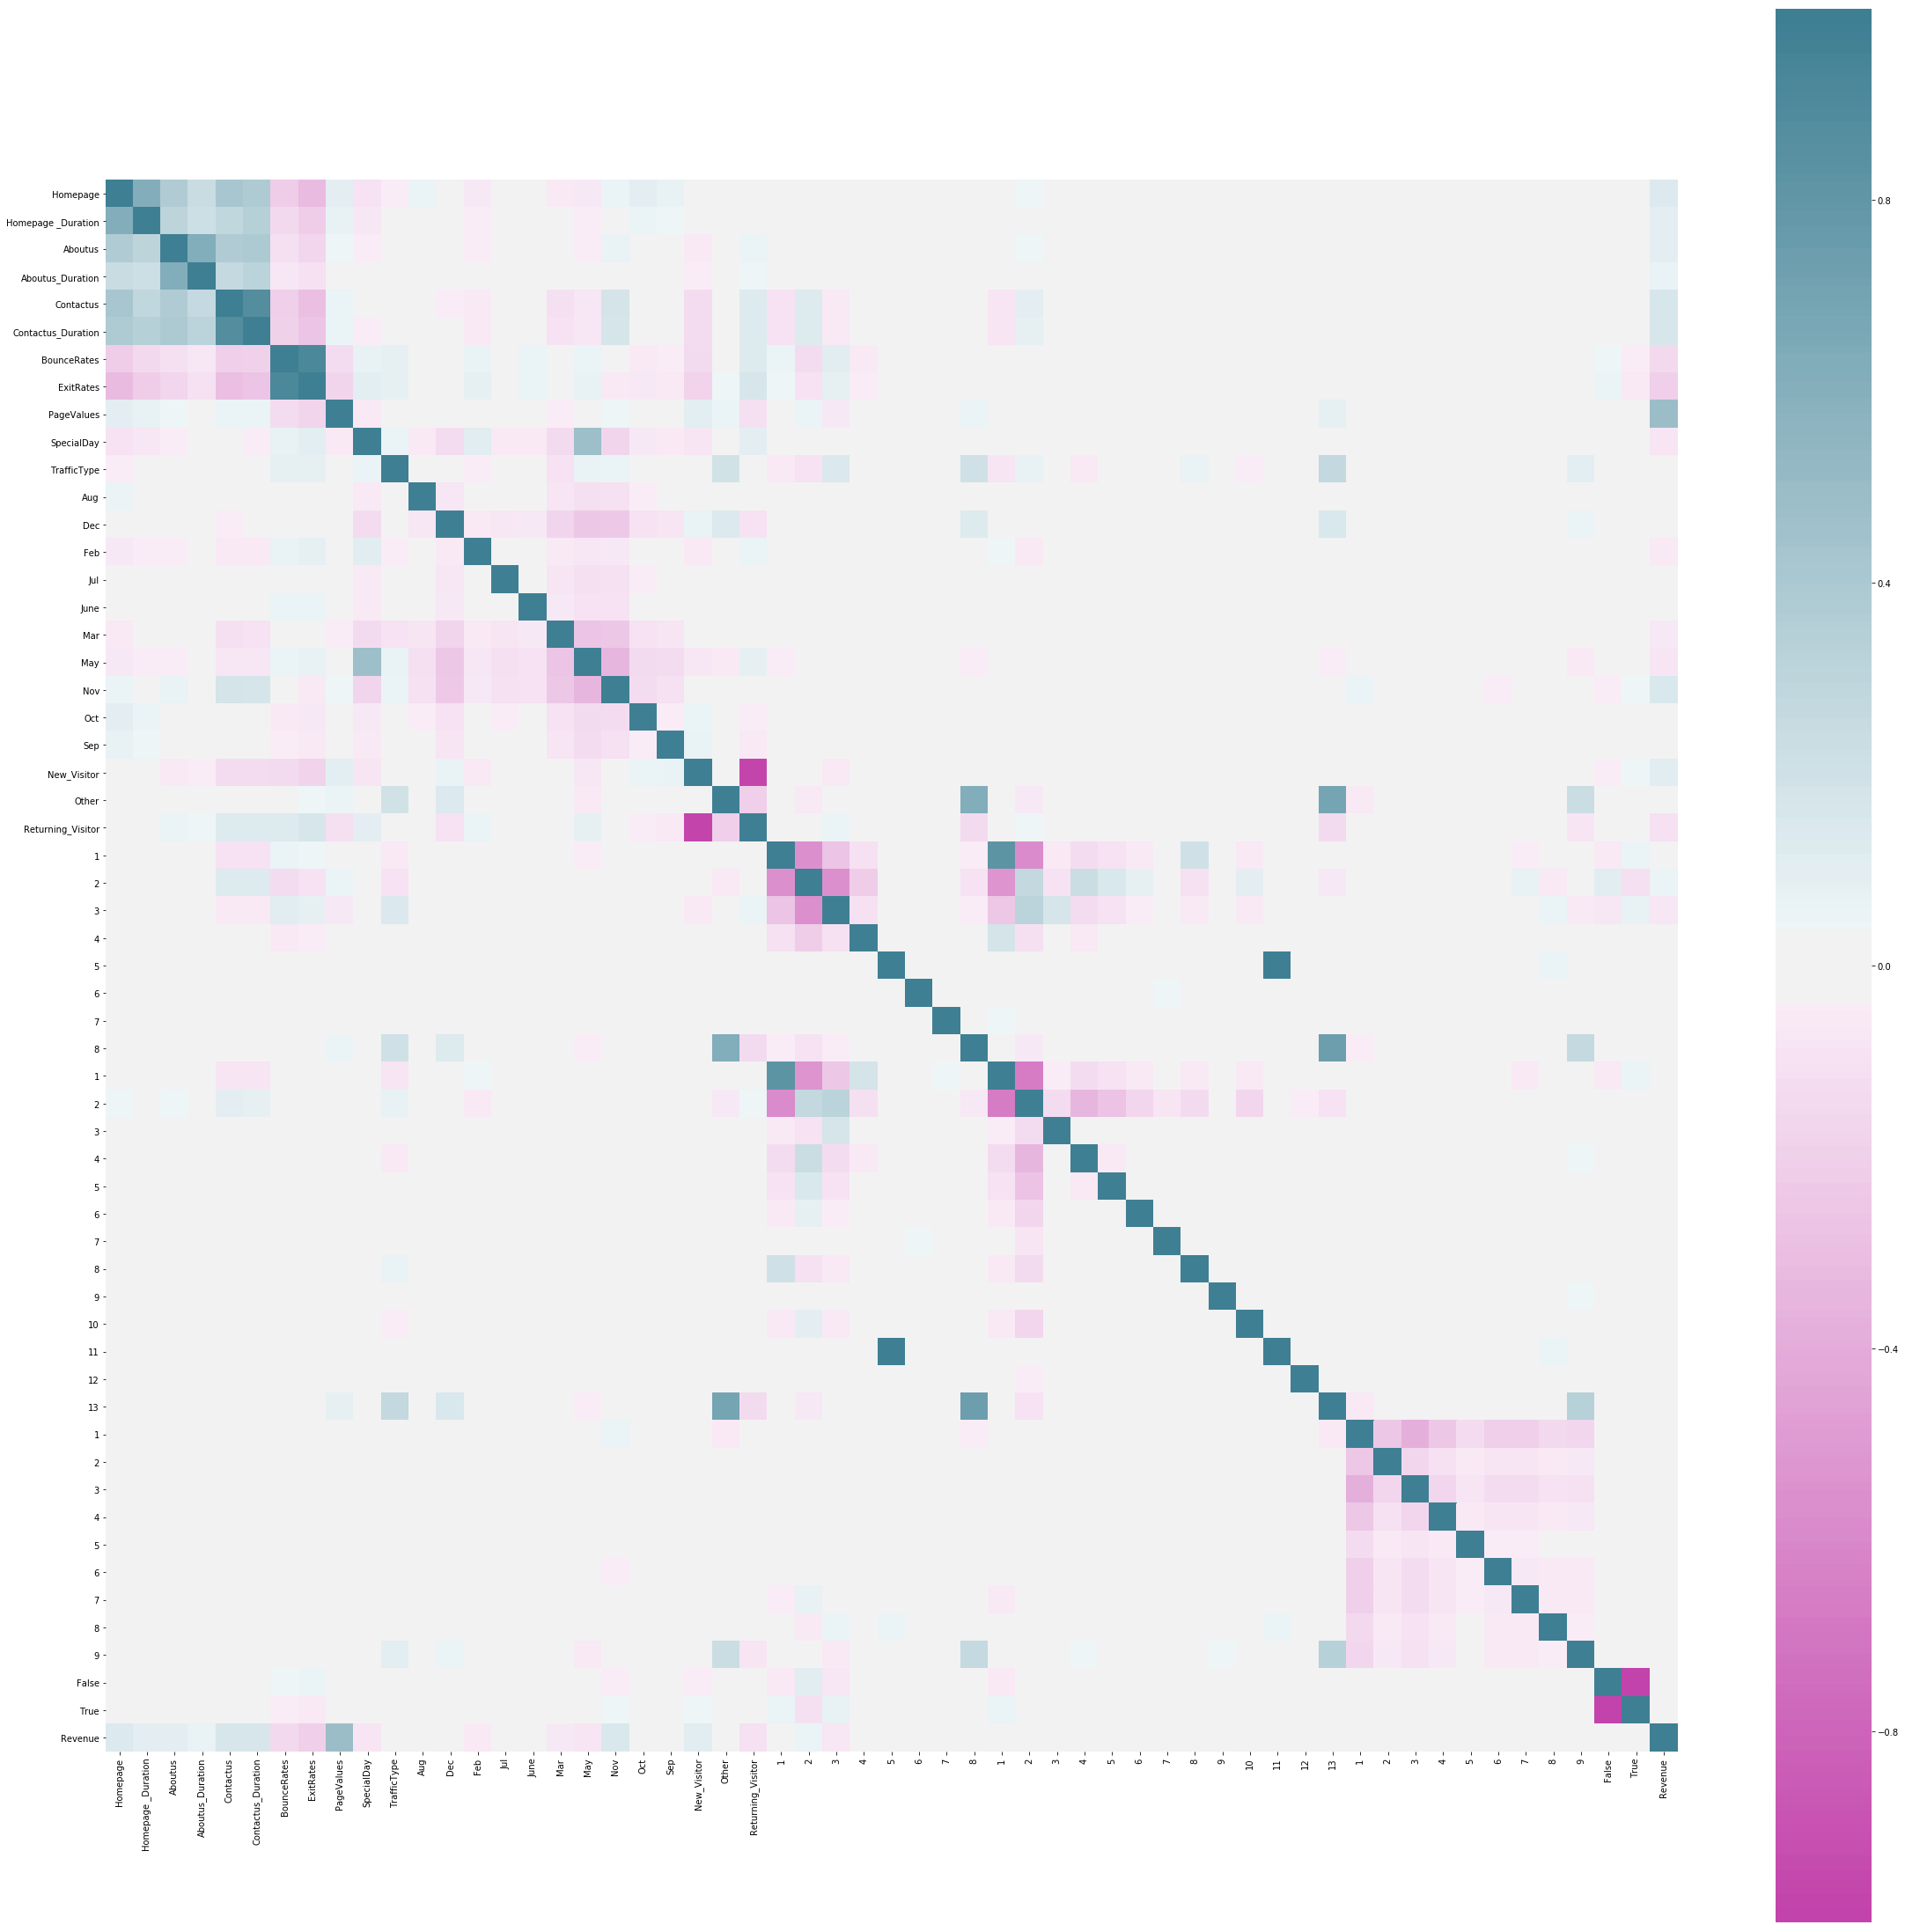 Homepage
Homepage _Duration
Aboutus
Aboutus_Duration
Contactus
Contactus_Duration
BounceRates
ExitRates
PageValues
SpecialDay
TrafficType
Aug
Dec
Feb
Jul
June
Mar
May
Nov
Oct
Sep
New_Visitor
Other
Returning_Visitor
1
2
3
4
5
6
7
8
1
2
3
4
5
6
7
8
9
10
11
12
13
1
2
3
4
5
6
7
8
9
False
True
Revenue
Homepage
Homepage _Duration
Aboutus
Aboutus_Duration
Contactus
Contactus_Duration
BounceRates
ExitRates
PageValues
SpecialDay
TrafficType
Aug
Dec
Feb
Jul
June
Mar
May
Nov
Oct
Sep
New_Visitor
Other
Returning_Visitor
1
2
3
4
5
6
7
8
1
2
3
4
5
6
7
8
9
10
11
12
13
1
2
3
4
5
6
7
8
9
False
True
Revenue
0.8
0.4
0.0
−0.4
−0.8